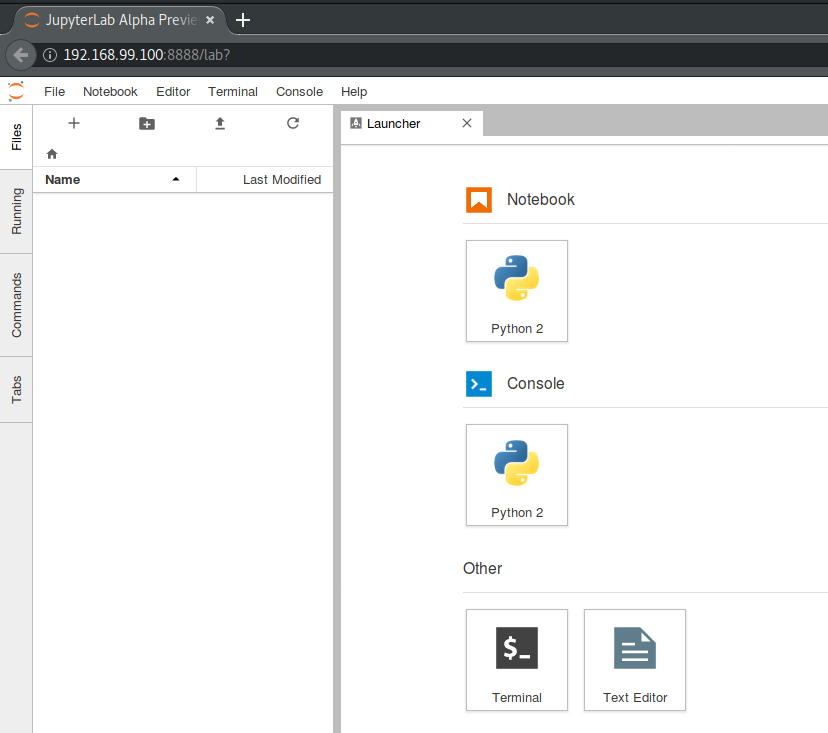 JupyterLab Alpha Previe
192.168.99.100:8888/lab?
File Notebook Editor Terminal Console Help
Files
Running
Commands
Tabs
Name Last Modified
Launcher
Notebook
Python 2
Console
Python 2
Other
$_
Terminal
Text Editor